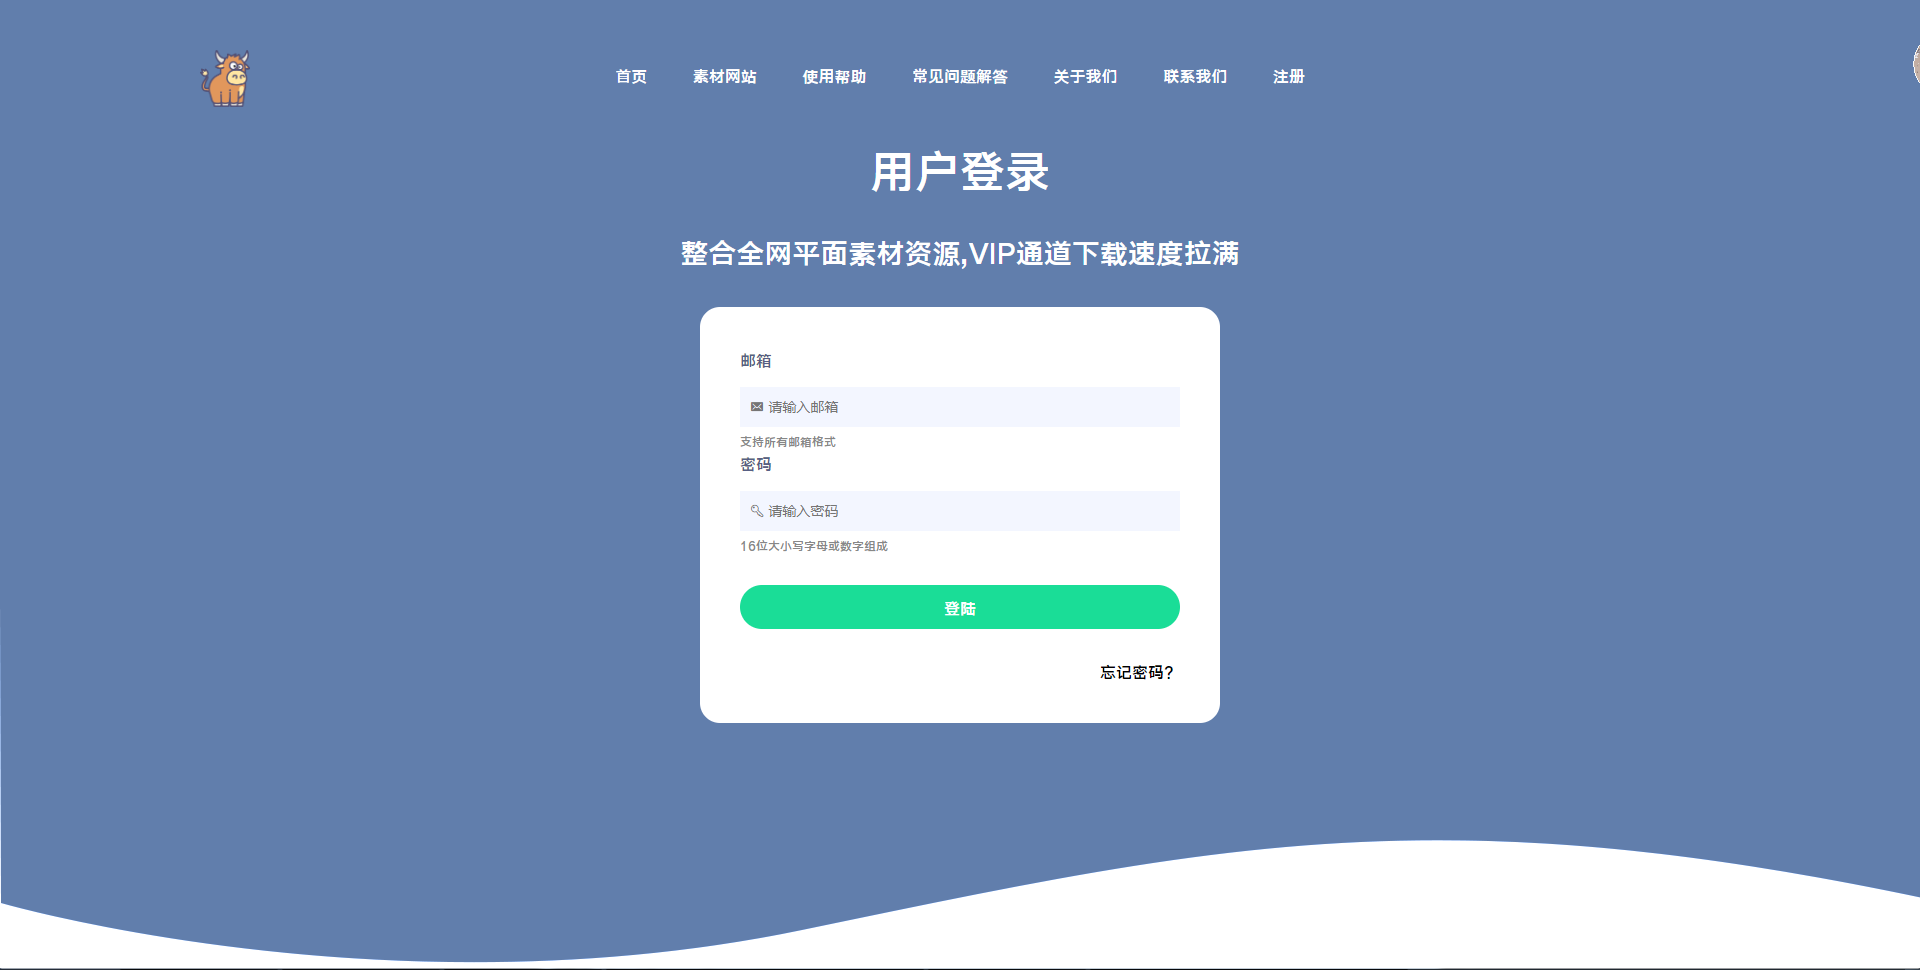 首页 素材网站 使用帮助 常见问题解答 关于我们 联系我们 注册
用户登录
整合全网平面素材资源,VIP通道下载速度拉满
邮箱
请输入邮箱
支持所有邮箱格式
密码
请输入密码
16位大小写字母或数字组成
登陆
忘记密码?